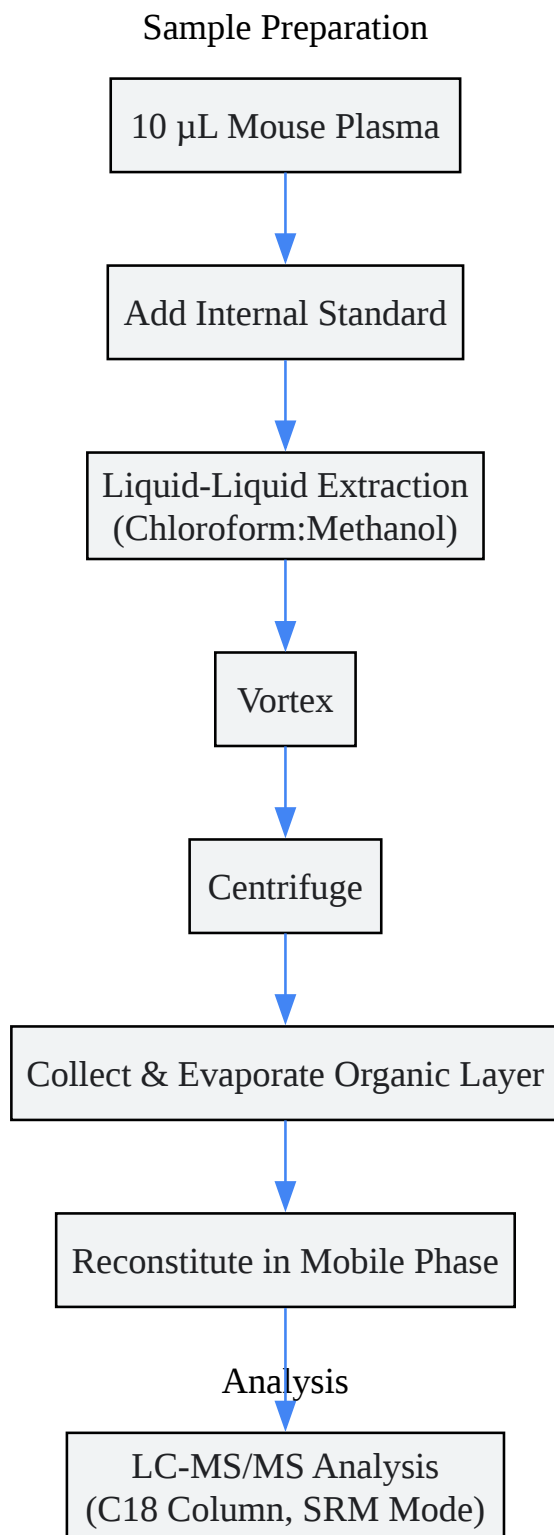 Sample Preparation
10 µL Mouse Plasma
Add Internal Standard
Liquid-Liquid Extraction
(Chloroform:Methanol)
Vortex
Centrifuge
Collect & Evaporate Organic Layer
Reconstitute in Mobile Phase
Analysis
LC-MS/MS Analysis
(C18 Column, SRM Mode)